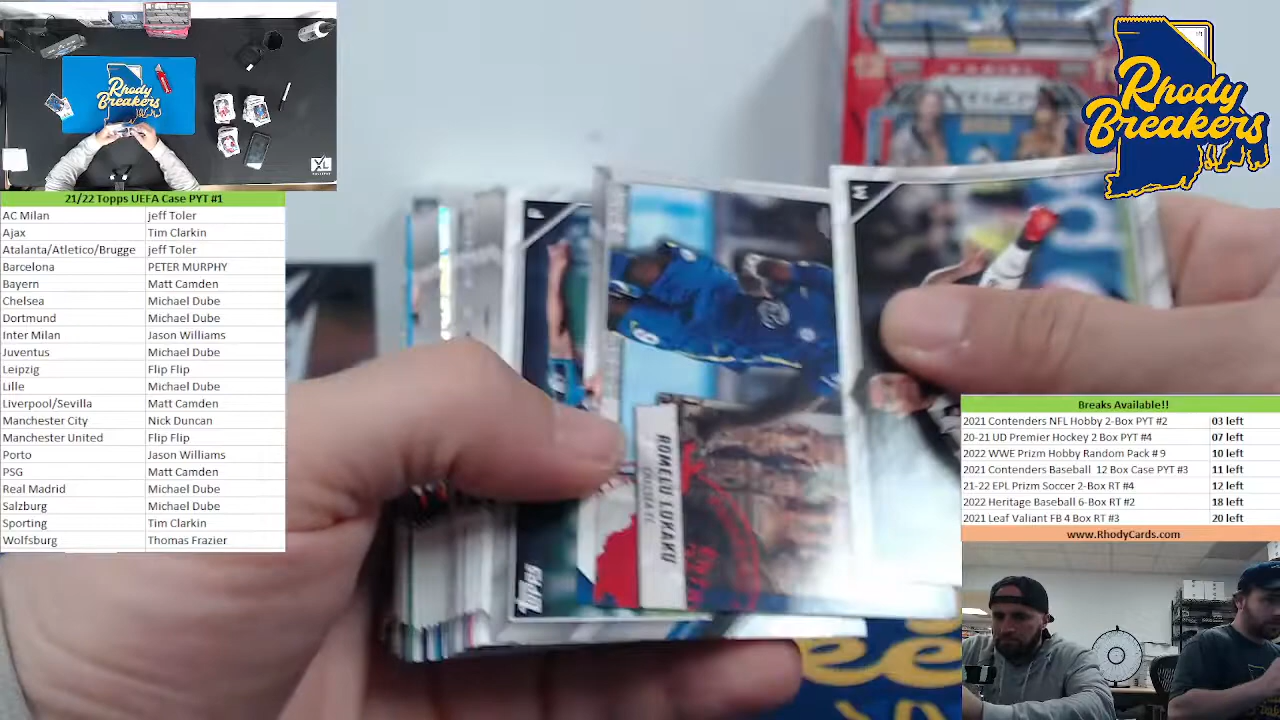 Rhody
Breakers
21/22 Topps UEFA Case PYT #1
AC Milan jeff Toler
Ajax Tim Clarkin
Atalanta/Atletico/Brugge jeff Toler
Barcelona PETER MURPHY
Bayern Matt Camden
Chelsea Michael Dube
Dortmund Michael Dube
Inter Milan Jason Williams
Juventus Michael Dube
Leipzig Flip Flip
Lille Michael Dube
Liverpool/Sevilla Matt Camden
Manchester City Nick Duncan
Manchester United Flip Flip
Porto Jason Williams
PSG Matt Camden
Real Madrid Michael Dube
Salzburg Michael Dube
Sporting Tim Clarkin
Wolfsburg Thomas Frazier
ROMELU LUKAKU
CHELSEA FC
Topps
M
PANINI
Rhody
Breakers
Breaks Available!!
2021 Contenders NFL Hobby 2-Box PYT #2 03 left
20-21 UD Premier Hockey 2 Box PYT #4 07 left
2022 WWE Prizm Hobby Random Pack # 9 10 left
2021 Contenders Baseball 12 Box Case PYT #3 11 left
21-22 EPL Prizm Soccer 2-Box RT #4 12 left
2022 Heritage Baseball 6-Box RT #2 18 left
2021 Leaf Valiant FB 4 Box RT #3 20 left
www.RhodyCards.com